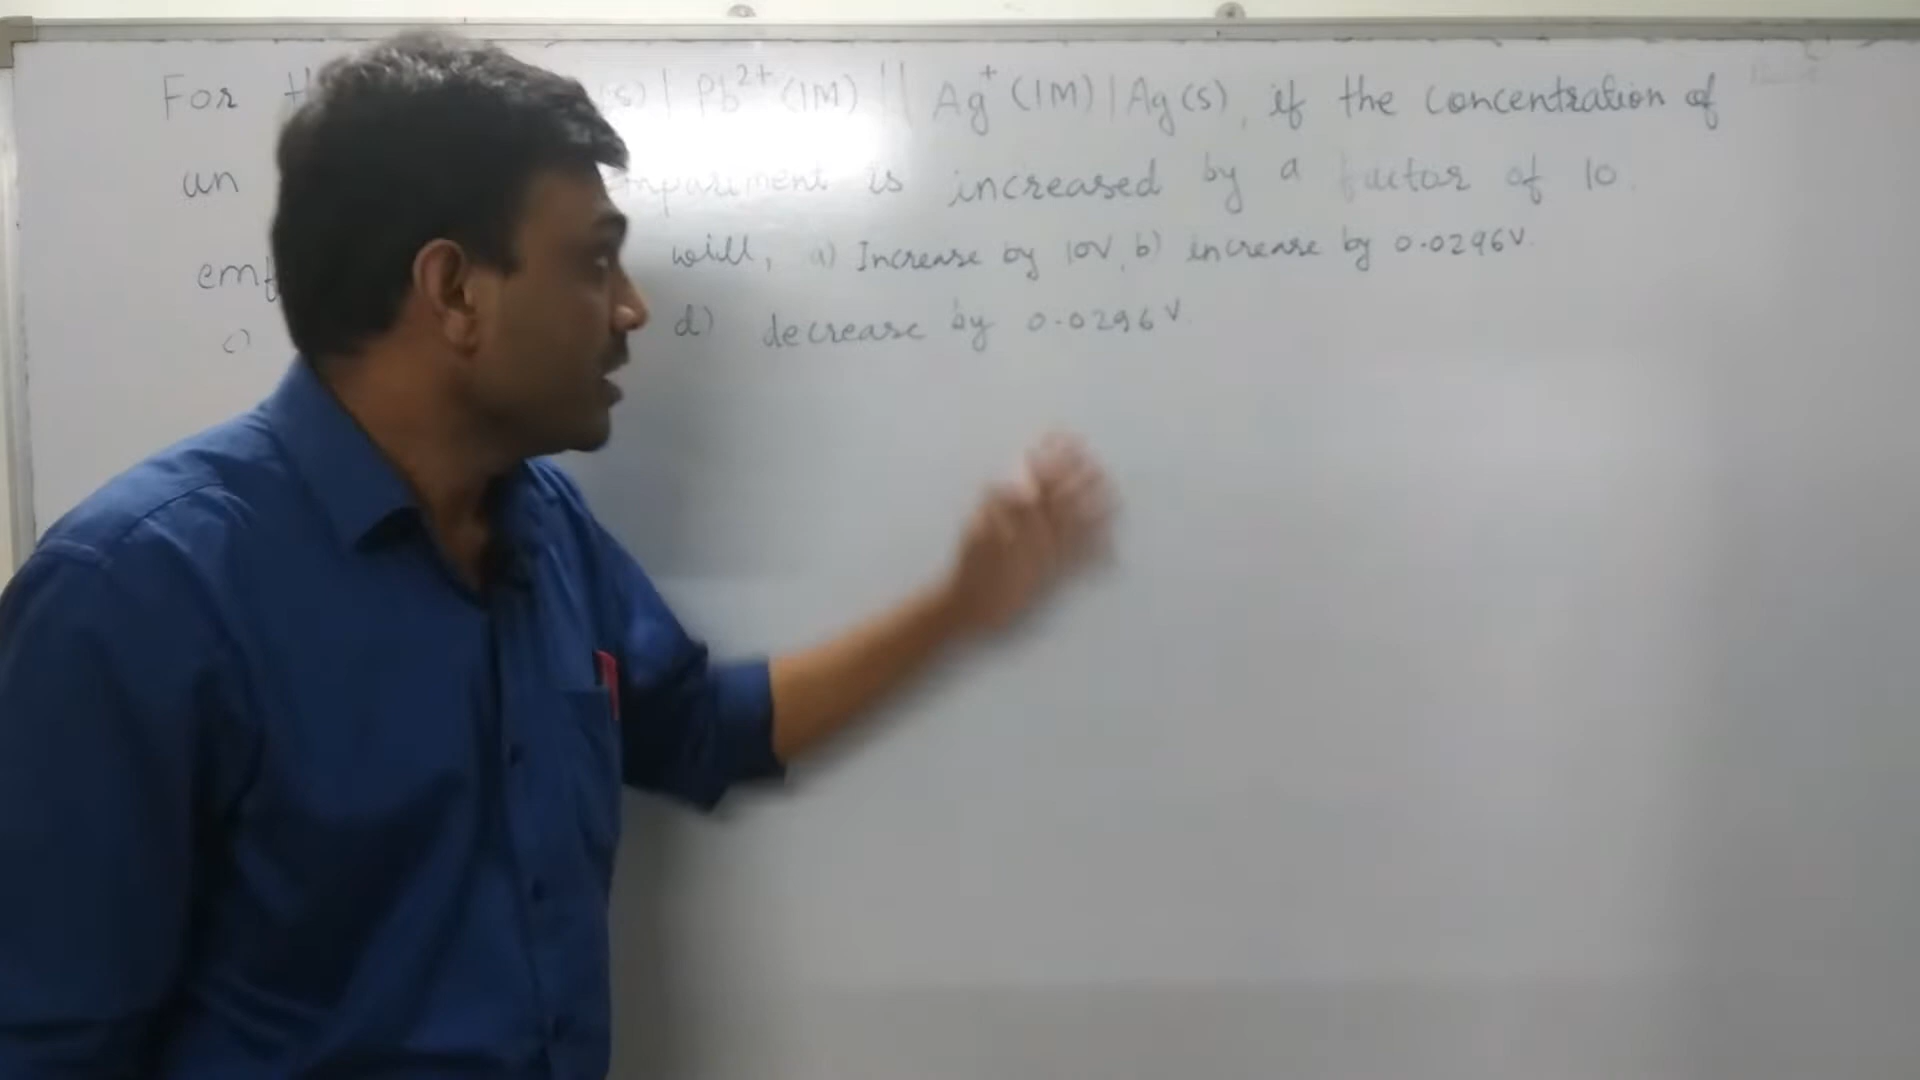 For (s) | Pb²⁺ (1M) || Ag⁺ (1M) | Ag(s), if the concentration of
an is increased by a factor of 10.
emf will, a) Increase by 10V, b) increase by 0.0296V.
c) d) decrease by 0.0296V.